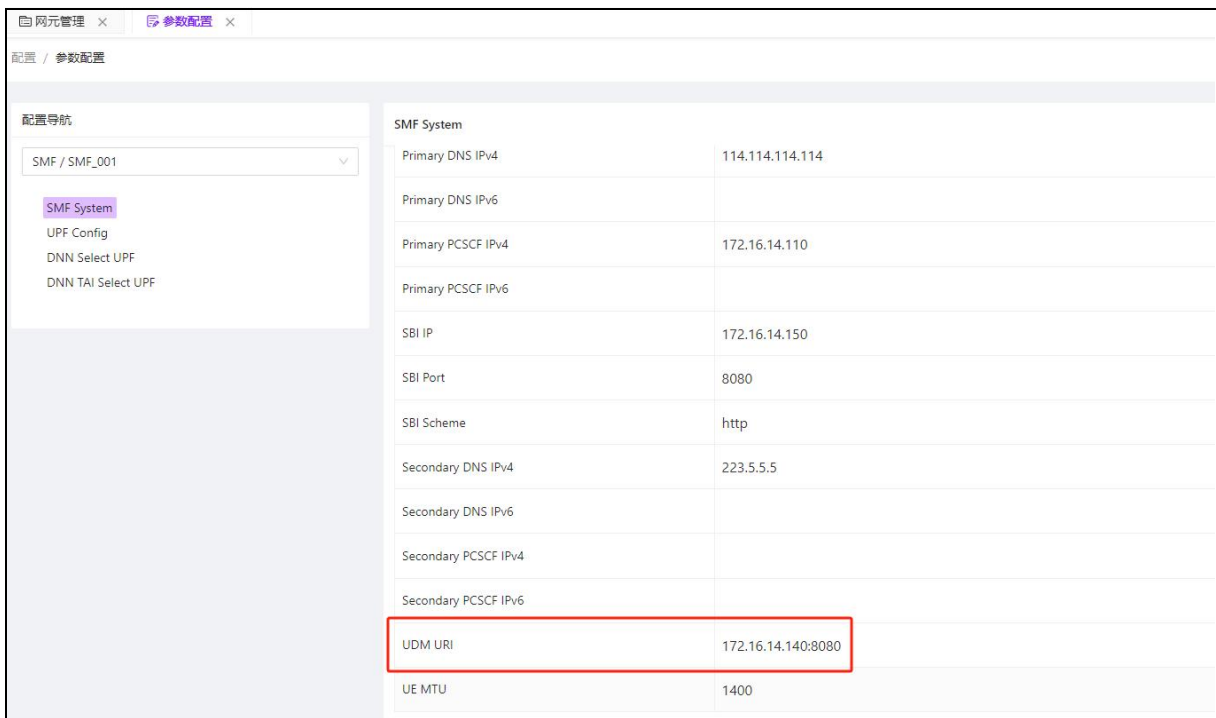 网元管理 × 参数配置 ×
配置 / 参数配置
配置导航
SMF / SMF_001
SMF System
UPF Config
DNN Select UPF
DNN TAI Select UPF
SMF System
Primary DNS IPv4 114.114.114.114
Primary DNS IPv6
Primary PCSCF IPv4 172.16.14.110
Primary PCSCF IPv6
SBI IP 172.16.14.150
SBI Port 8080
SBI Scheme http
Secondary DNS IPv4 223.5.5.5
Secondary DNS IPv6
Secondary PCSCF IPv4
Secondary PCSCF IPv6
UDM URI 172.16.14.140:8080
UE MTU 1400